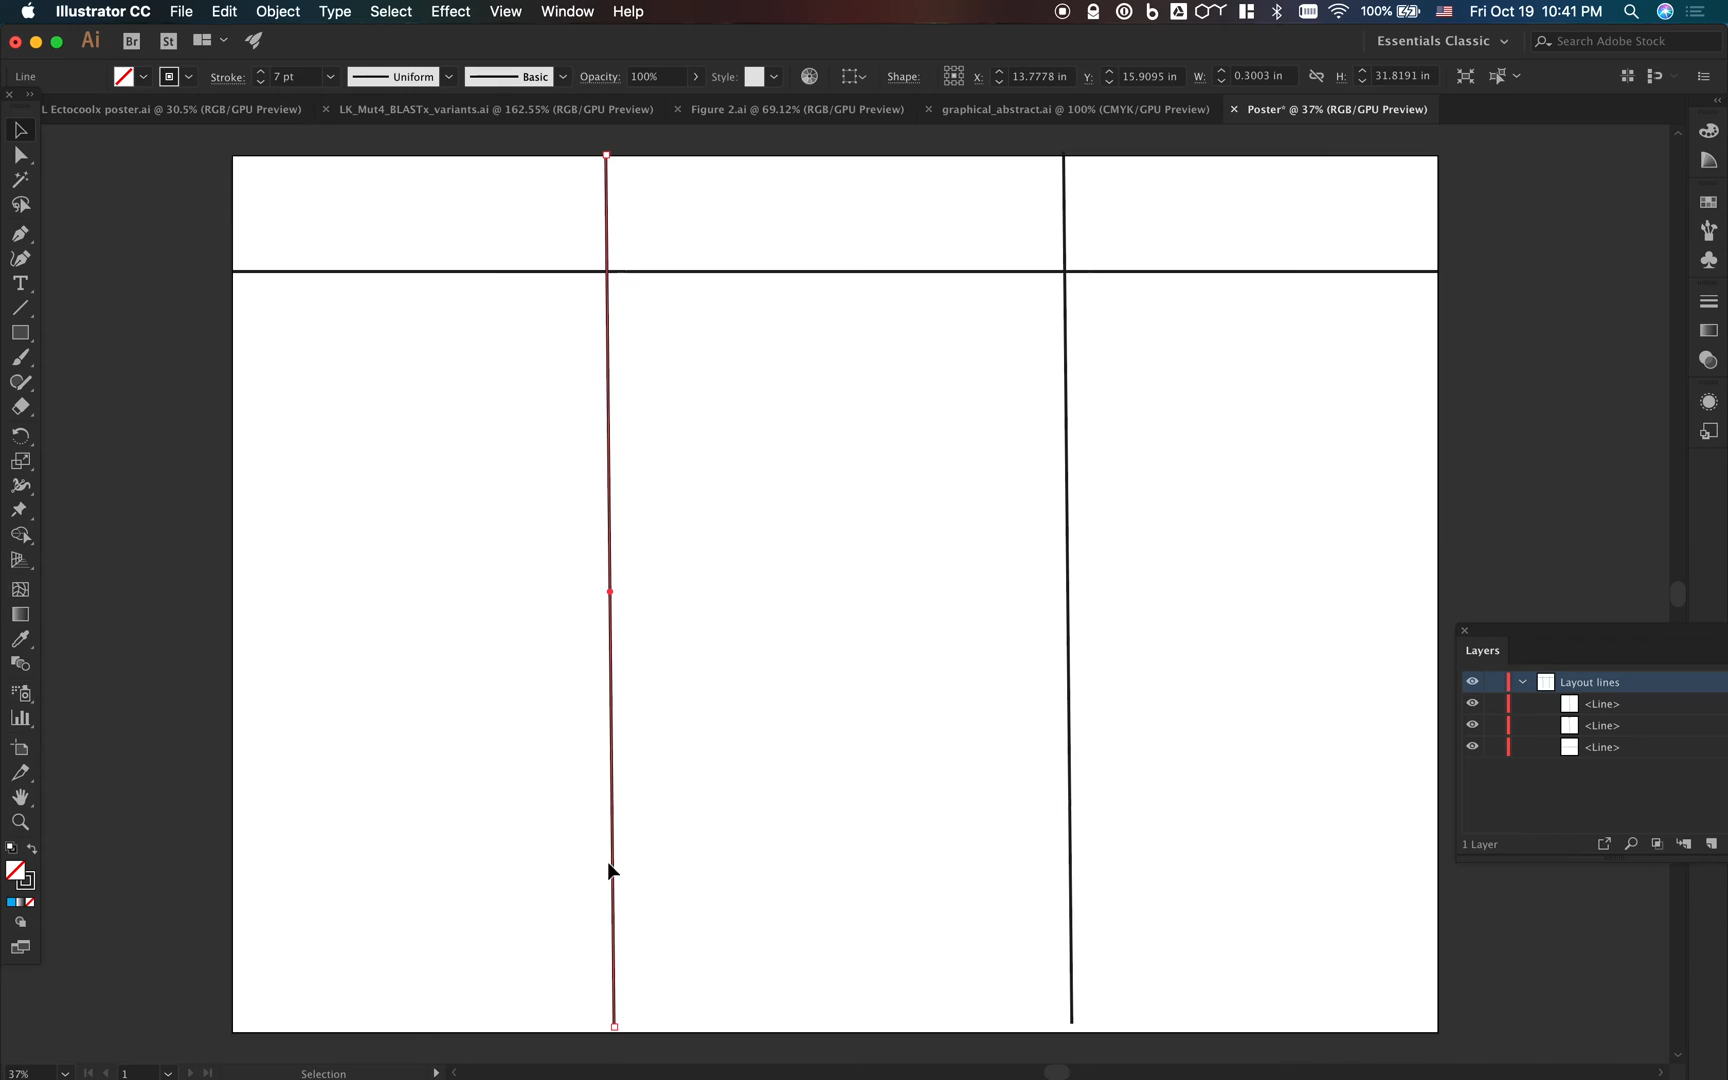 Illustrator CC File Edit Object Type Select Effect View Window Help 100% Fri Oct 19 10:41 PM
Ai Br St Essentials Classic Search Adobe Stock
Line Stroke: 7 pt Uniform Basic Opacity: 100% Style: Shape: X: 13.7778 in Y: 15.9095 in W: 0.3003 in H: 31.8191 in
L Ectocoolx poster.ai @ 30.5% (RGB/GPU Preview) LK_Mut4_BLASTx_variants.ai @ 162.55% (RGB/GPU Preview) Figure 2.ai @ 69.12% (RGB/GPU Preview) graphical_abstract.ai @ 100% (CMYK/GPU Preview) Poster* @ 37% (RGB/GPU Preview)
Layers
Layout lines
<Line>
<Line>
<Line>
1 Layer
37% 1 Selection